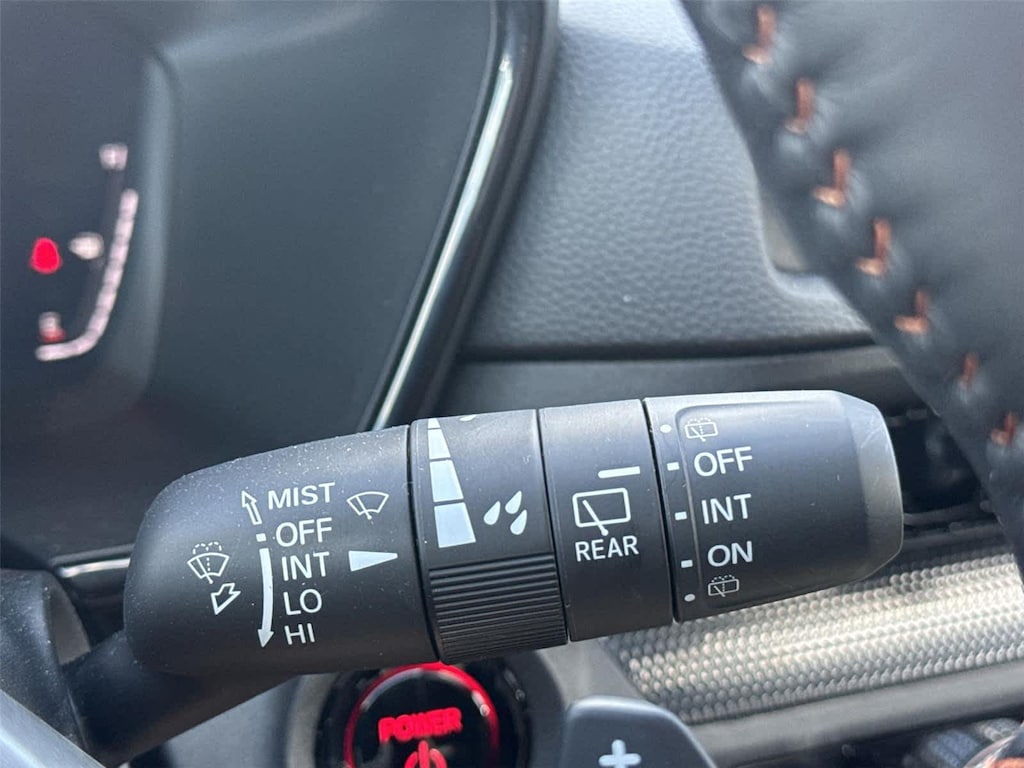 MIST
OFF
INT
LO
HI
REAR
OFF
INT
ON
POWER
+